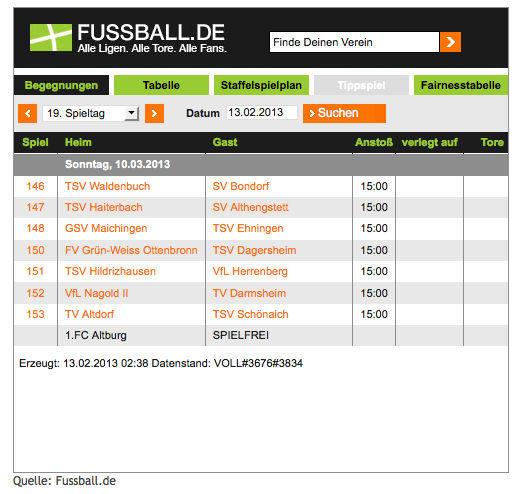 FUSSBALL.DE
Alle Ligen. Alle Tore. Alle Fans.
Finde Deinen Verein
Begegnungen Tabelle Staffelspielplan Tippspiel Fairnesstabelle
19. Spieltag Datum 13.02.2013 Suchen
Spiel Heim Gast Anstoß verlegt auf Tore
Sonntag, 10.03.2013
146 TSV Waldenbuch SV Bondorf 15:00
147 TSV Haiterbach SV Althengstett 15:00
148 GSV Maichingen TSV Ehningen 15:00
150 FV Grün-Weiss Ottenbronn TSV Dagersheim 15:00
151 TSV Hildrizhausen VfL Herrenberg 15:00
152 VfL Nagold II TV Darmsheim 15:00
153 TV Altdorf TSV Schönaich 15:00
1.FC Altburg SPIELFREI
Erzeugt: 13.02.2013 02:38 Datenstand: VOLL#3676#3834
Quelle: Fussball.de